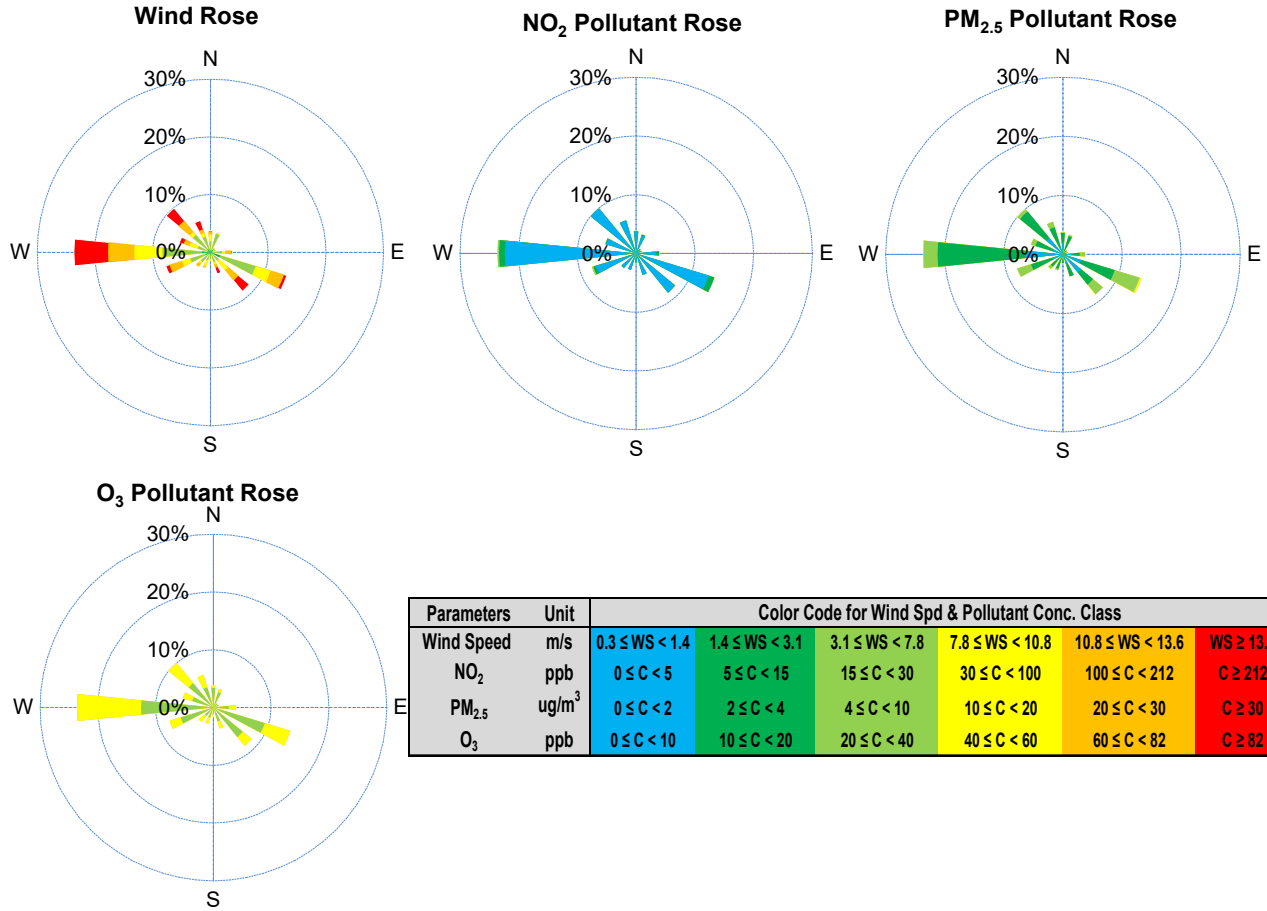 Wind Rose
N
30%
20%
10%
0%
W
E
S
NO₂ Pollutant Rose
N
30%
20%
10%
0%
W
E
S
PM₂.₅ Pollutant Rose
N
30%
20%
10%
0%
W
E
S
O₃ Pollutant Rose
N
30%
20%
10%
0%
W
E
S
Parameters Unit Color Code for Wind Spd & Pollutant Conc. Class
Wind Speed m/s 0.3 ≤ WS < 1.4 1.4 ≤ WS < 3.1 3.1 ≤ WS < 7.8 7.8 ≤ WS < 10.8 10.8 ≤ WS < 13.6 WS ≥ 13.
NO₂ ppb 0 ≤ C < 5 5 ≤ C < 15 15 ≤ C < 30 30 ≤ C < 100 100 ≤ C < 212 C ≥ 212
PM₂.₅ ug/m³ 0 ≤ C < 2 2 ≤ C < 4 4 ≤ C < 10 10 ≤ C < 20 20 ≤ C < 30 C ≥ 30
O₃ ppb 0 ≤ C < 10 10 ≤ C < 20 20 ≤ C < 40 40 ≤ C < 60 60 ≤ C < 82 C ≥ 82